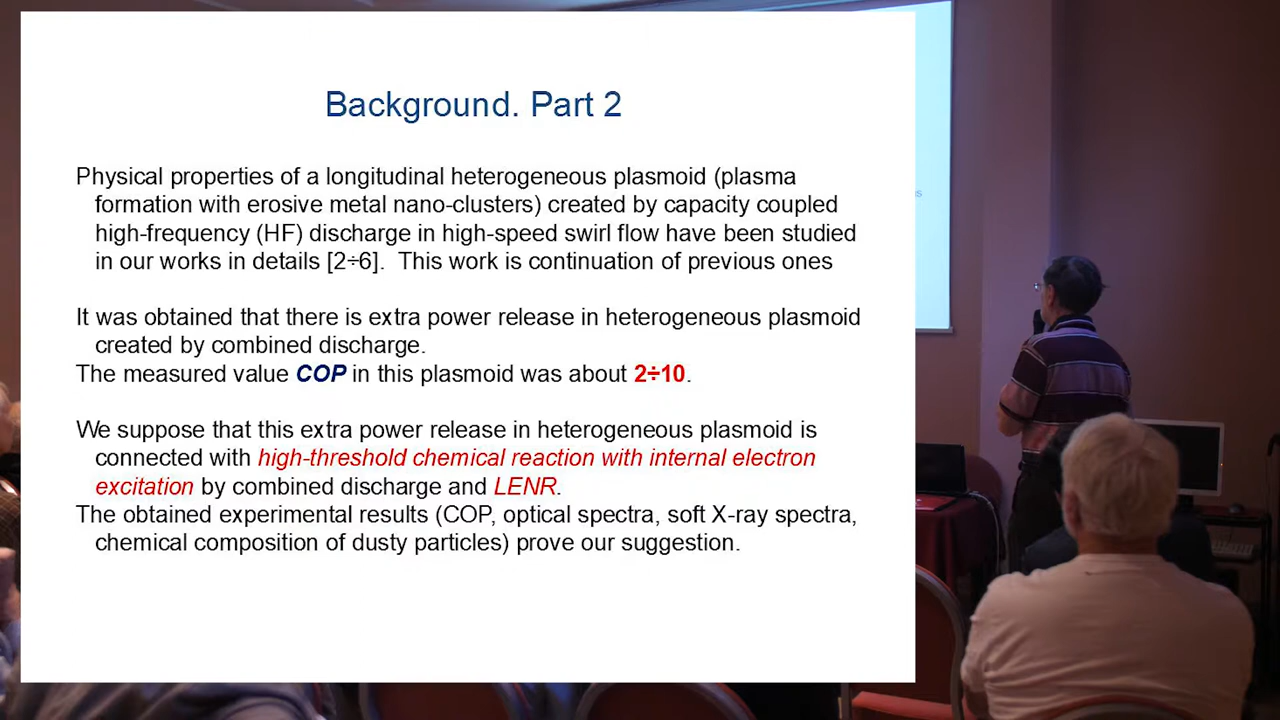 Background. Part 2
Physical properties of a longitudinal heterogeneous plasmoid (plasma
formation with erosive metal nano-clusters) created by capacity coupled
high-frequency (HF) discharge in high-speed swirl flow have been studied
in our works in details [2÷6].  This work is continuation of previous ones
It was obtained that there is extra power release in heterogeneous plasmoid
created by combined discharge.
The measured value COP in this plasmoid was about 2÷10.
We suppose that this extra power release in heterogeneous plasmoid is
connected with high-threshold chemical reaction with internal electron
excitation by combined discharge and LENR.
The obtained experimental results (COP, optical spectra, soft X-ray spectra,
chemical composition of dusty particles) prove our suggestion.